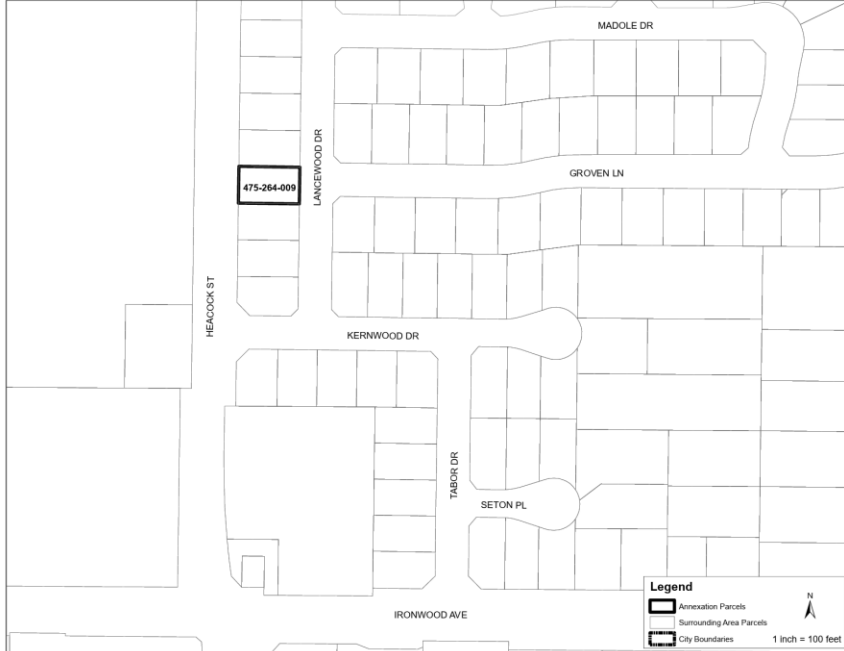 MADOLE DR
LANCEWOOD DR
GROVEN LN
475-264-009
HEACOCK ST
KERNWOOD DR
TABOR DR
SETON PL
IRONWOOD AVE
Legend
Annexation Parcels
Surrounding Area Parcels
City Boundaries
N
1 inch = 100 feet